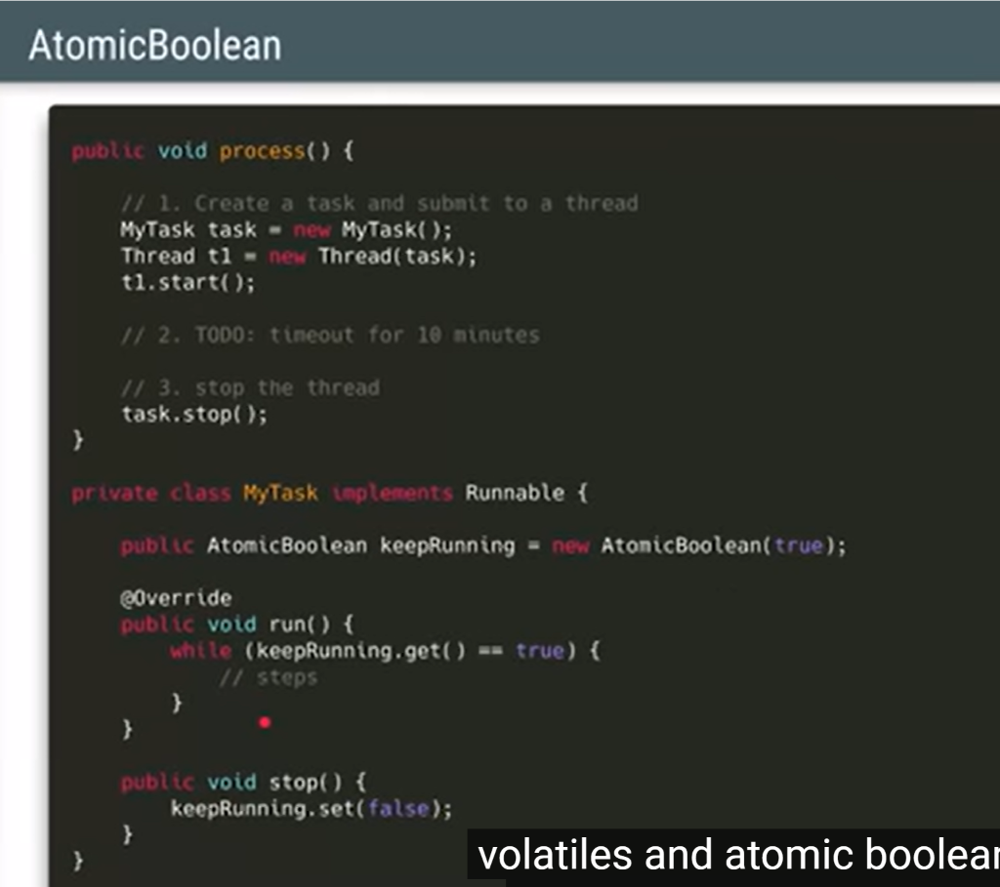 AtomicBoolean
public void process() {
// 1. Create a task and submit to a thread
MyTask task = new MyTask();
Thread t1 = new Thread(task);
t1.start();
// 2. TODO: timeout for 10 minutes
// 3. stop the thread
task.stop();
}
private class MyTask implements Runnable {
public AtomicBoolean keepRunning = new AtomicBoolean(true);
@Override
public void run() {
while (keepRunning.get() == true) {
// steps
}
}
public void stop() {
keepRunning.set(false);
}
}
volatiles and atomic boolean